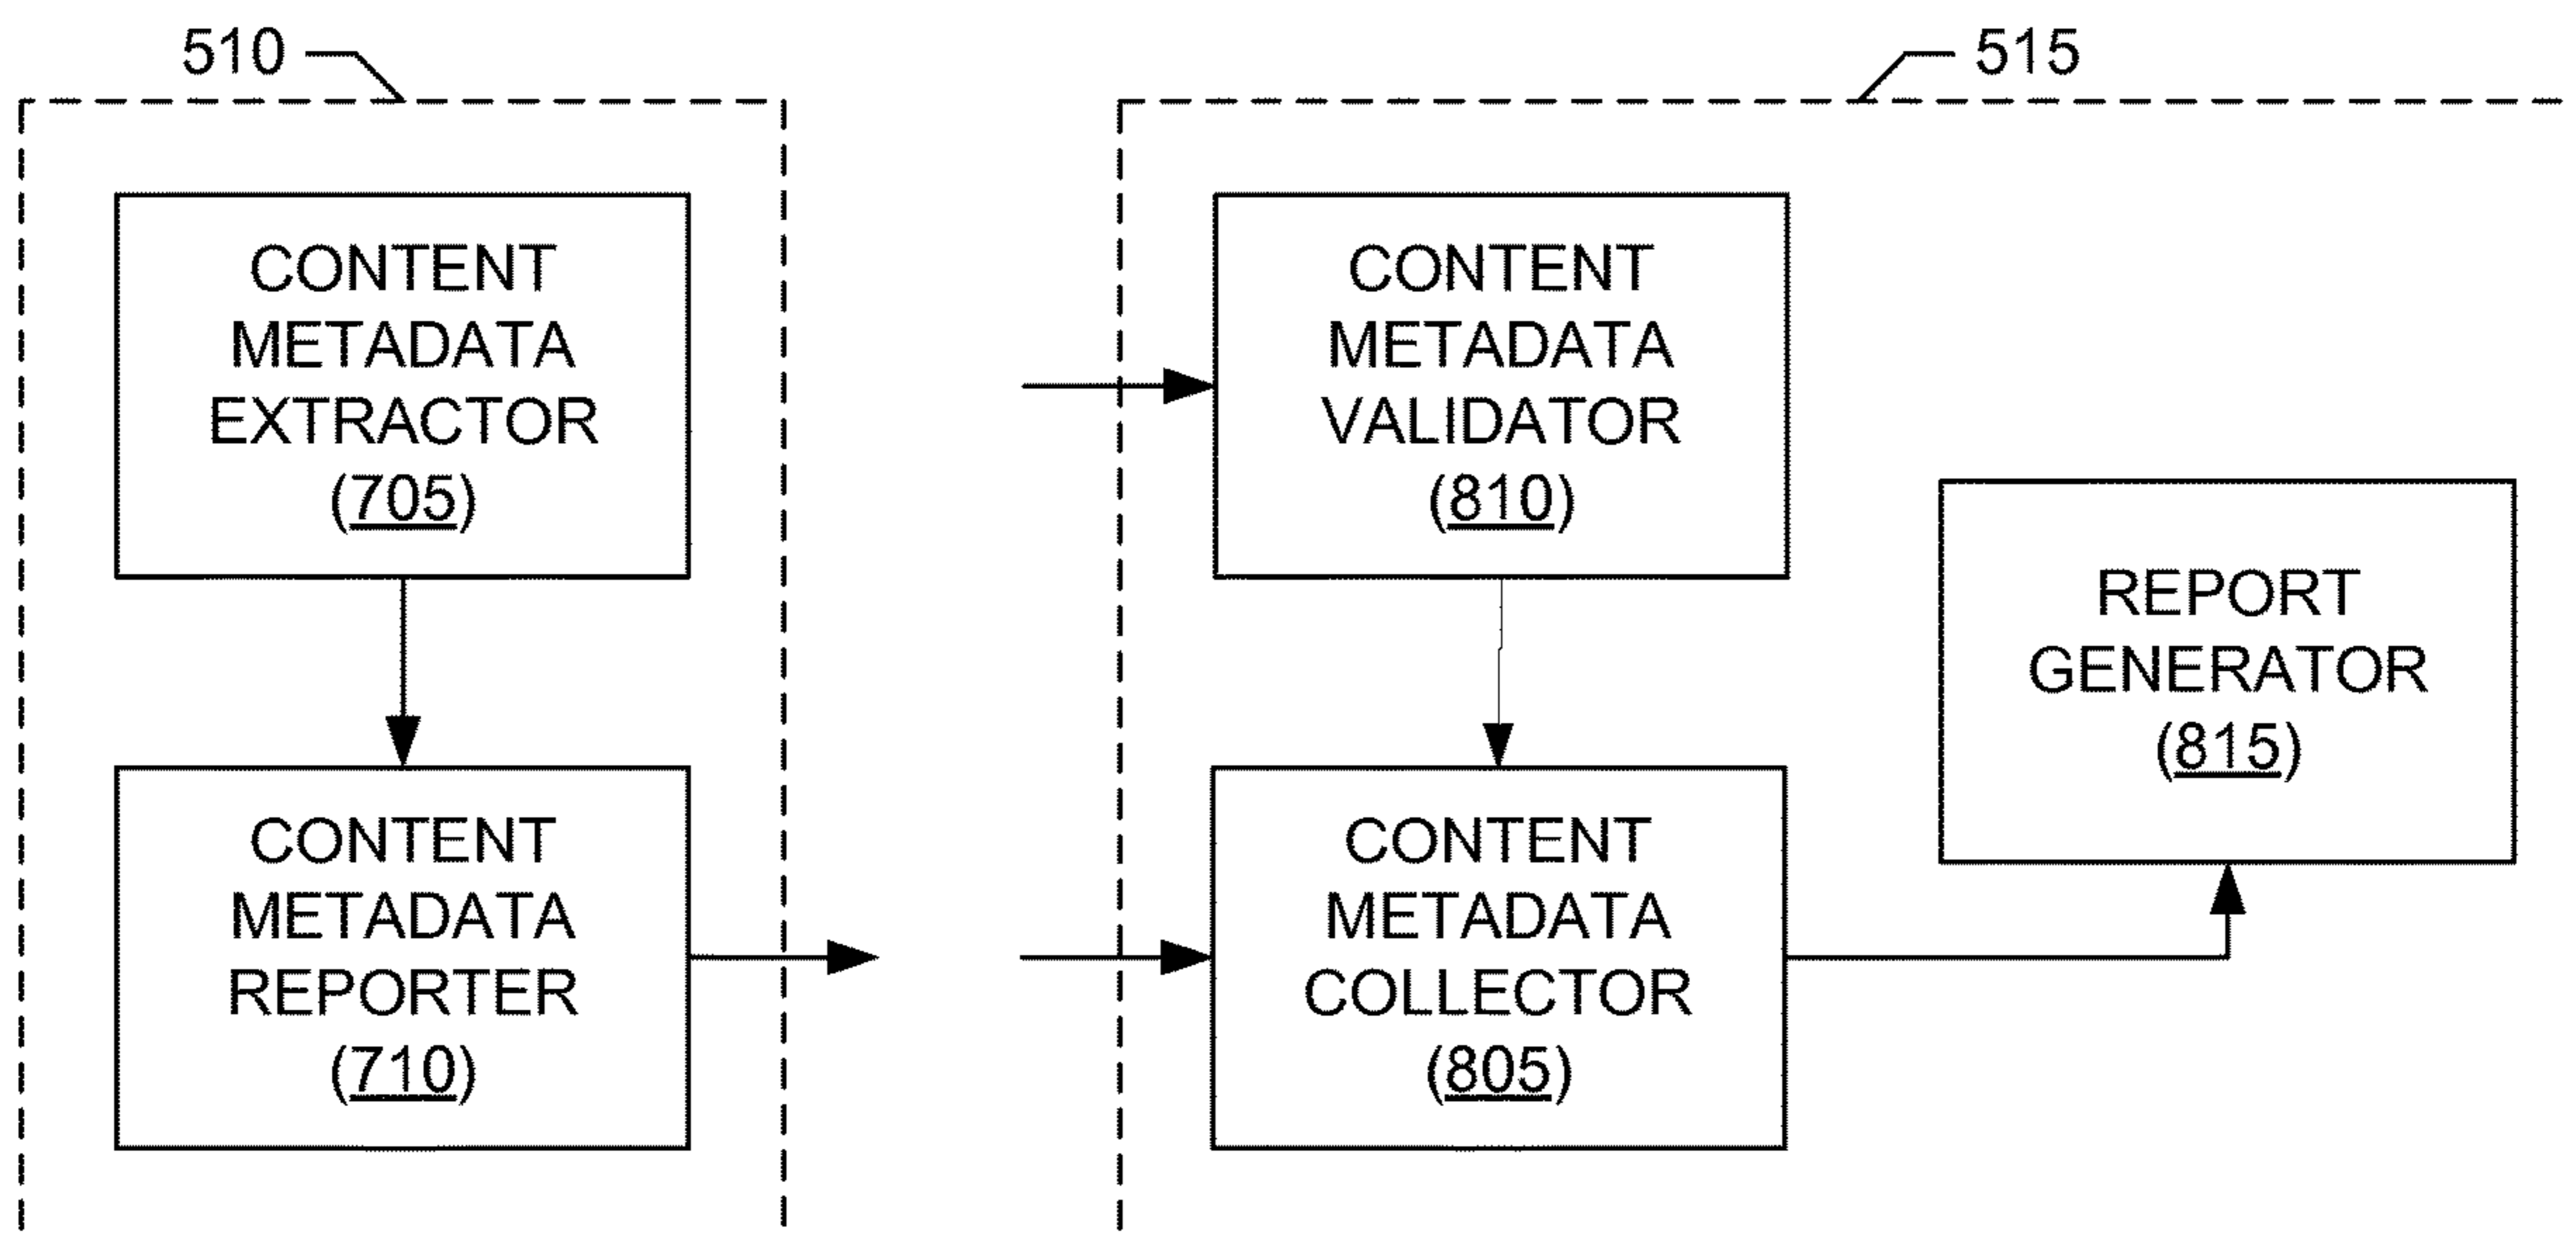 510
515
CONTENT
METADATA
EXTRACTOR
(705)
CONTENT
METADATA
REPORTER
(710)
CONTENT
METADATA
VALIDATOR
(810)
CONTENT
METADATA
COLLECTOR
(805)
REPORT
GENERATOR
(815)